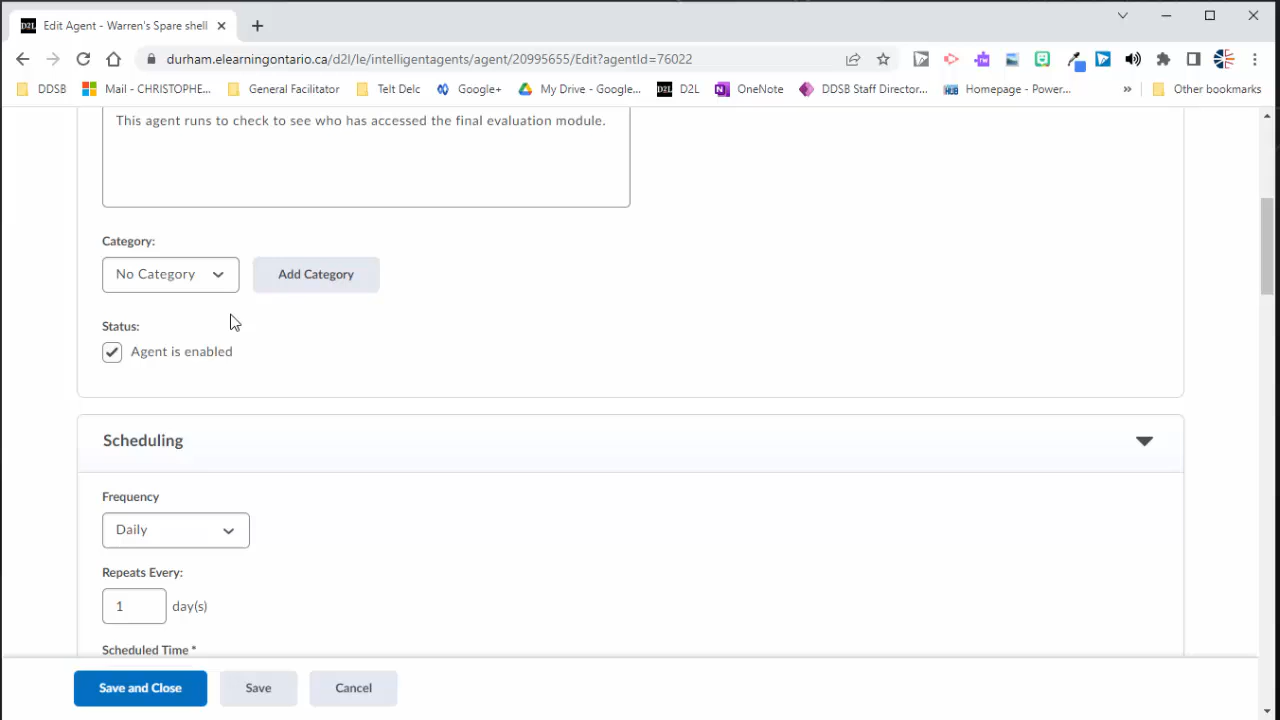 D2L Edit Agent - Warren's Spare shell
durham.elearningontario.ca/d2l/le/intelligentagents/agent/20995655/Edit?agentId=76022
DDSB Mail - CHRISTOPHE... General Facilitator Telt Delc Google+ My Drive - Google... D2L D2L OneNote DDSB Staff Director... Homepage - Power... » Other bookmarks
This agent runs to check to see who has accessed the final evaluation module.
Category:
No Category Add Category
Status:
Agent is enabled
Scheduling
Frequency
Daily
Repeats Every:
1 day(s)
Scheduled Time *
Save and Close Save Cancel